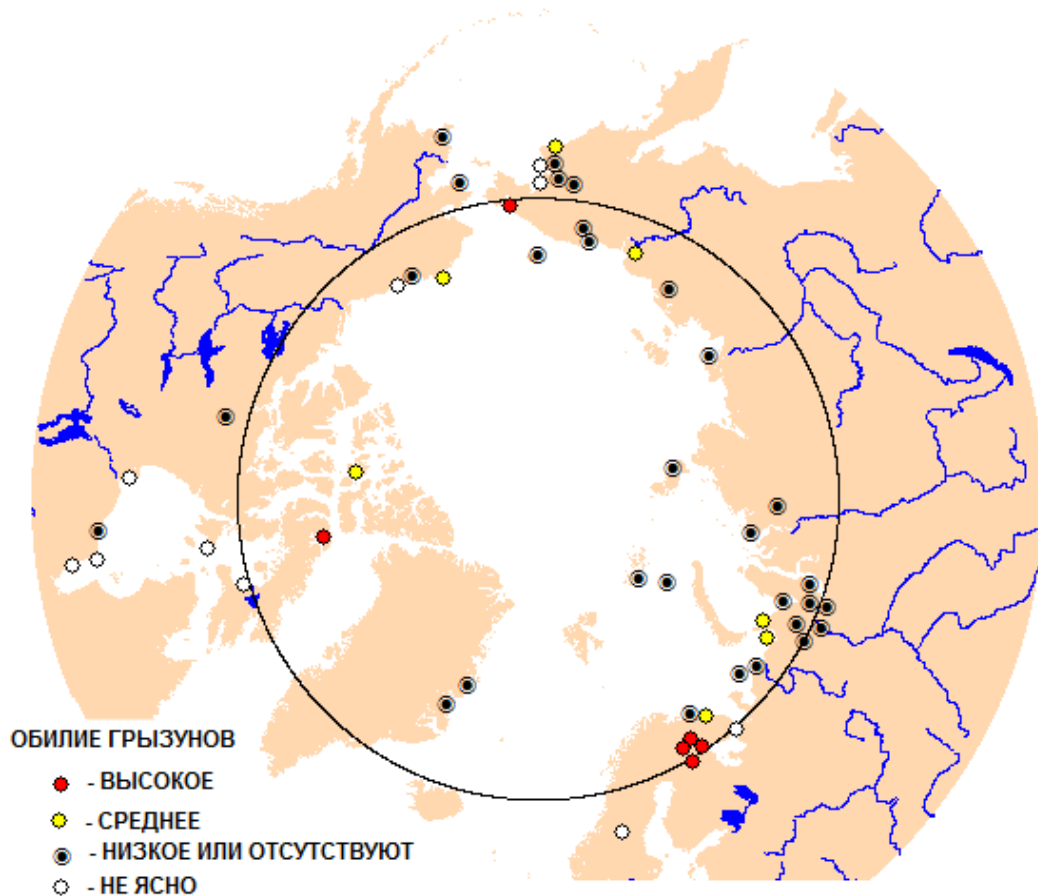 ОБИЛИЕ ГРЫЗУНОВ
- ВЫСОКОЕ
- СРЕДНЕЕ
- НИЗКОЕ ИЛИ ОТСУТСТВУЮТ
- НЕ ЯСНО